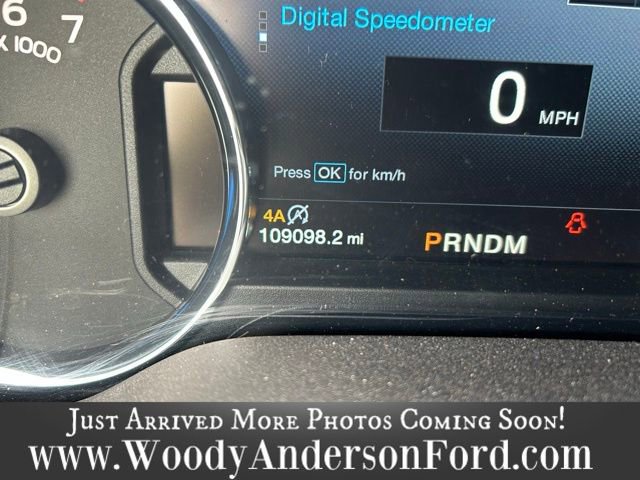 6 7
x 1000
Digital Speedometer
0 MPH
Press OK for km/h
4A
109098.2 mi
PRNDM
Just Arrived More Photos Coming Soon!
www.WoodyAndersonFord.com